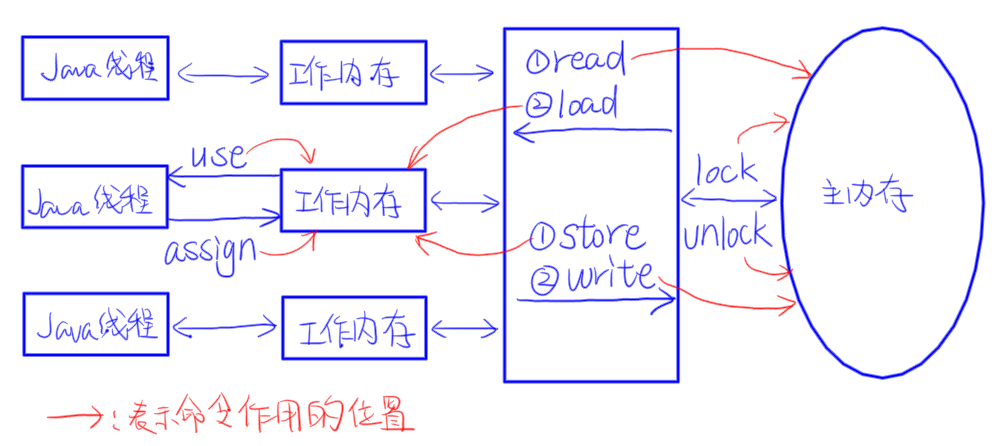 Java线程
工作内存
①read
②load
use
Java线程
工作内存
assign
①store
②write
lock
unlock
主内存
Java线程
工作内存
→:表示命令作用的位置